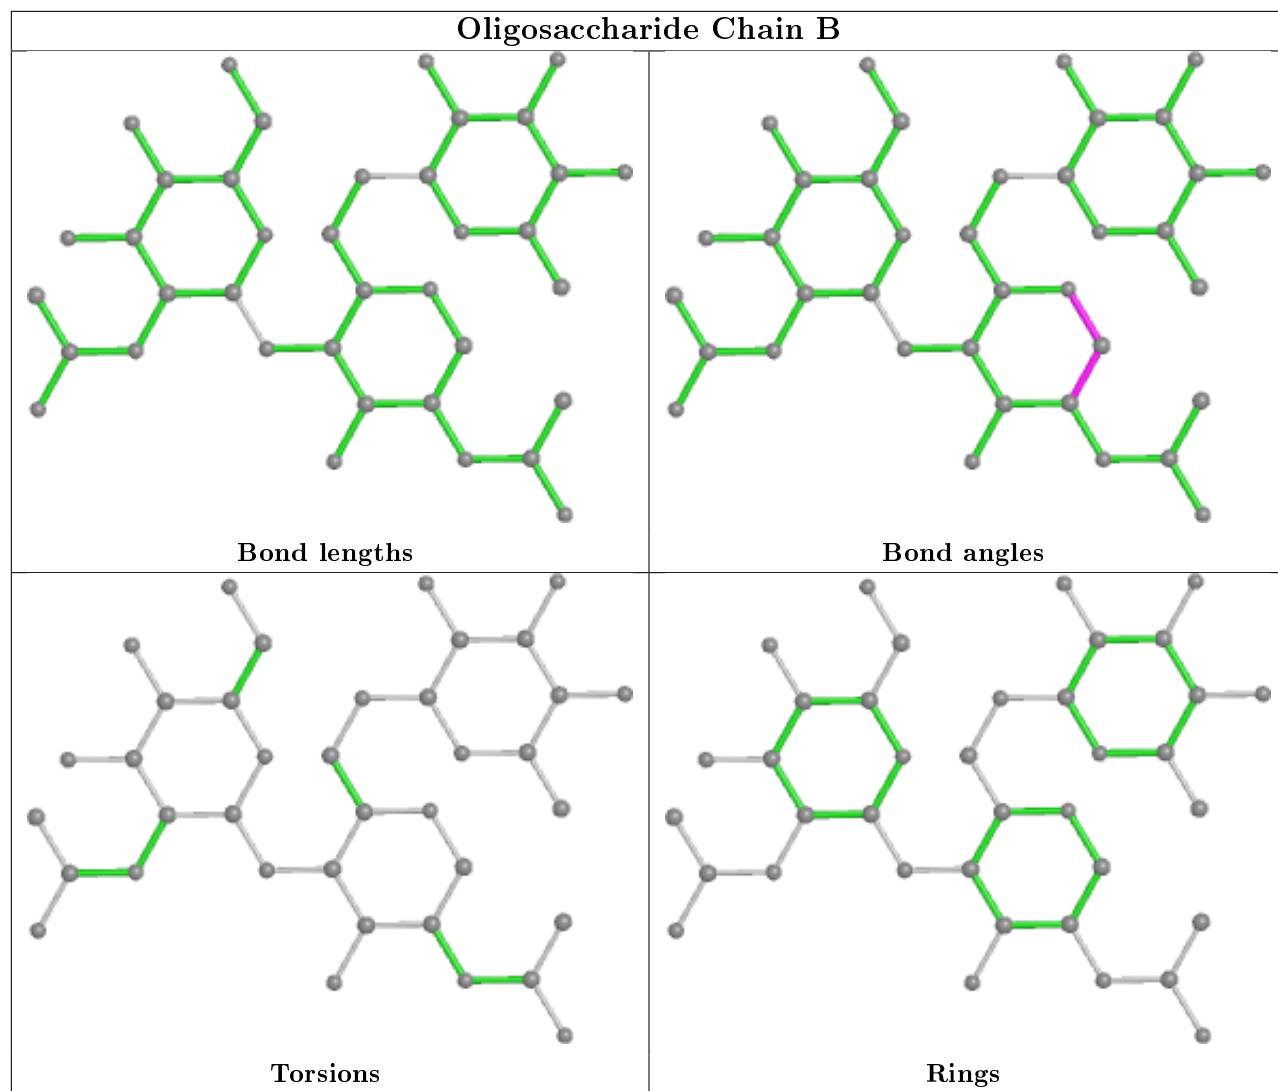 Oligosaccharide Chain B
Bond lengths
Bond angles
Torsions
Rings